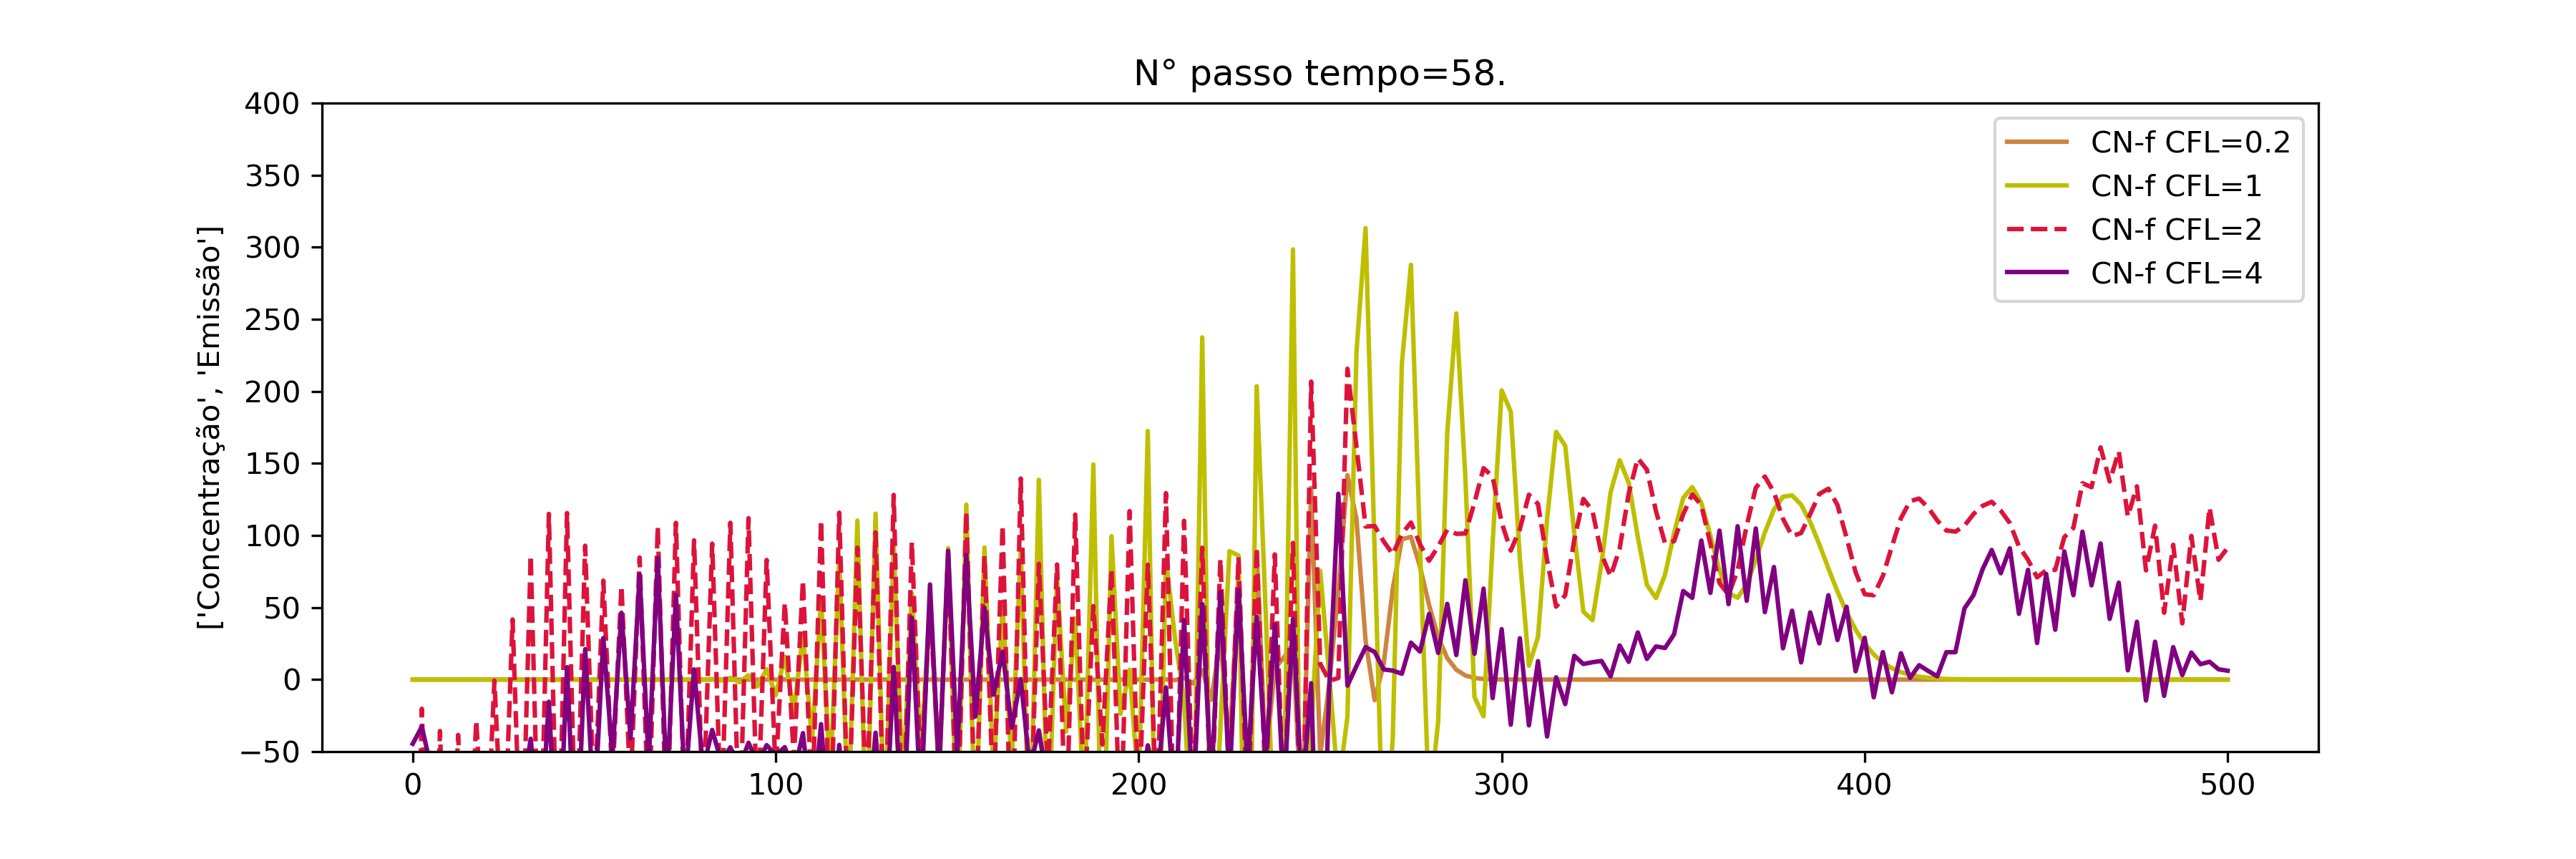 N° passo tempo=58.
['Concentração', 'Emissão']
400
350
300
250
200
150
100
50
0
−50
0 100 200 300 400 500
CN-f CFL=0.2
CN-f CFL=1
CN-f CFL=2
CN-f CFL=4